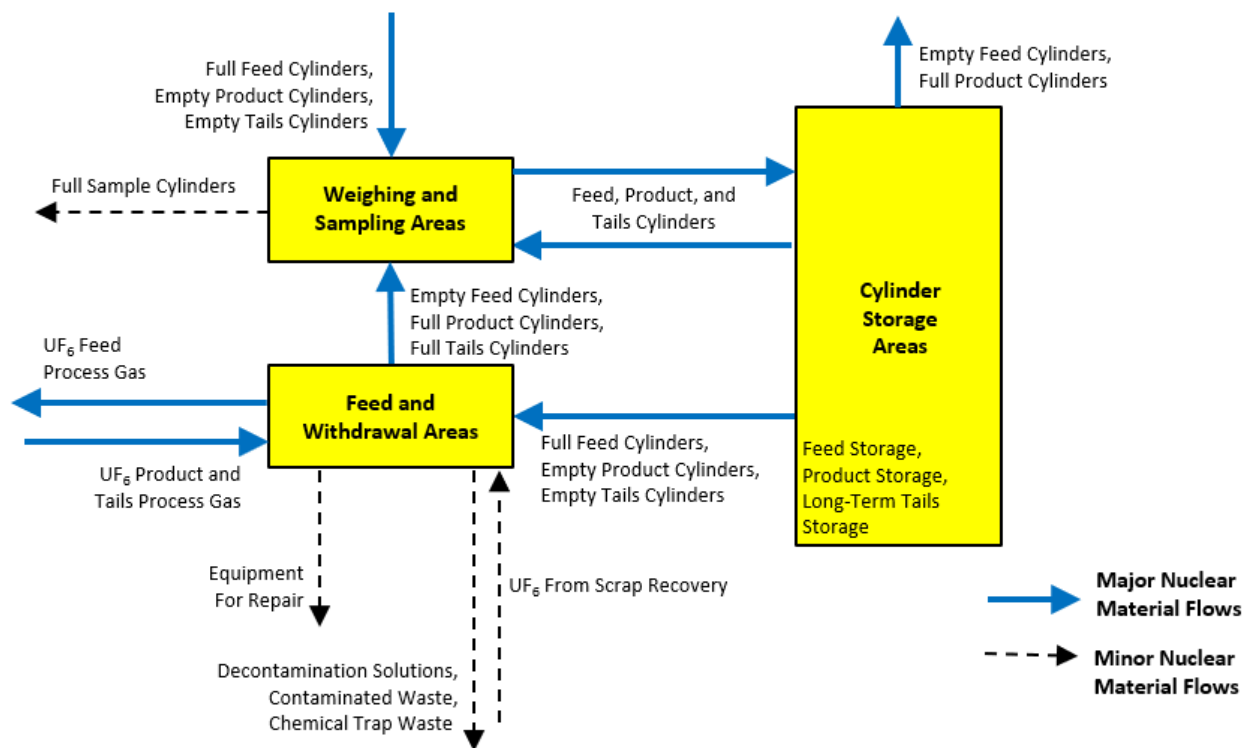 Full Feed Cylinders,
Empty Product Cylinders,
Empty Tails Cylinders
Empty Feed Cylinders,
Full Product Cylinders
Full Sample Cylinders
Weighing and
Sampling Areas
Feed, Product, and
Tails Cylinders
Cylinder
Storage
Areas
Empty Feed Cylinders,
Full Product Cylinders,
Full Tails Cylinders
UF₆ Feed
Process Gas
Feed and
Withdrawal Areas
UF₆ Product and
Tails Process Gas
Full Feed Cylinders,
Empty Product Cylinders,
Empty Tails Cylinders
Feed Storage,
Product Storage,
Long-Term Tails
Storage
Equipment
For Repair
UF₆ From Scrap Recovery
Decontamination Solutions,
Contaminated Waste,
Chemical Trap Waste
Major Nuclear
Material Flows
Minor Nuclear
Material Flows